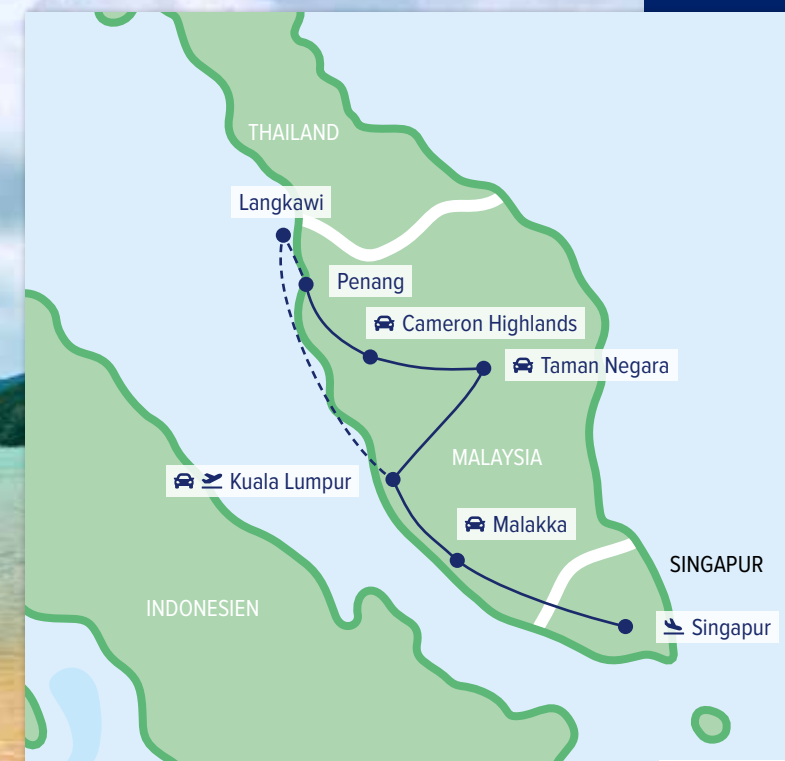 THAILAND
Langkawi
Penang
Cameron Highlands
Taman Negara
MALAYSIA
Kuala Lumpur
Malakka
SINGAPUR
INDONESIEN
Singapur